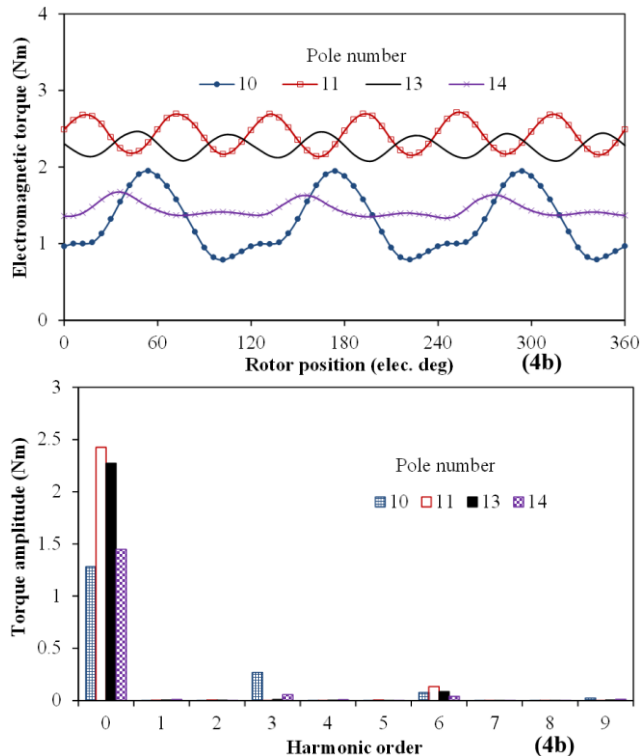 Electromagnetic torque (Nm)
4
3
2
1
0
Pole number
10 11 13 14
0 60 120 180 240 300 360
Rotor position (elec. deg)
(4b)
Torque amplitude (Nm)
3
2.5
2
1.5
1
0.5
0
Pole number
10 11 13 14
0 1 2 3 4 5 6 7 8 9
Harmonic order
(4b)